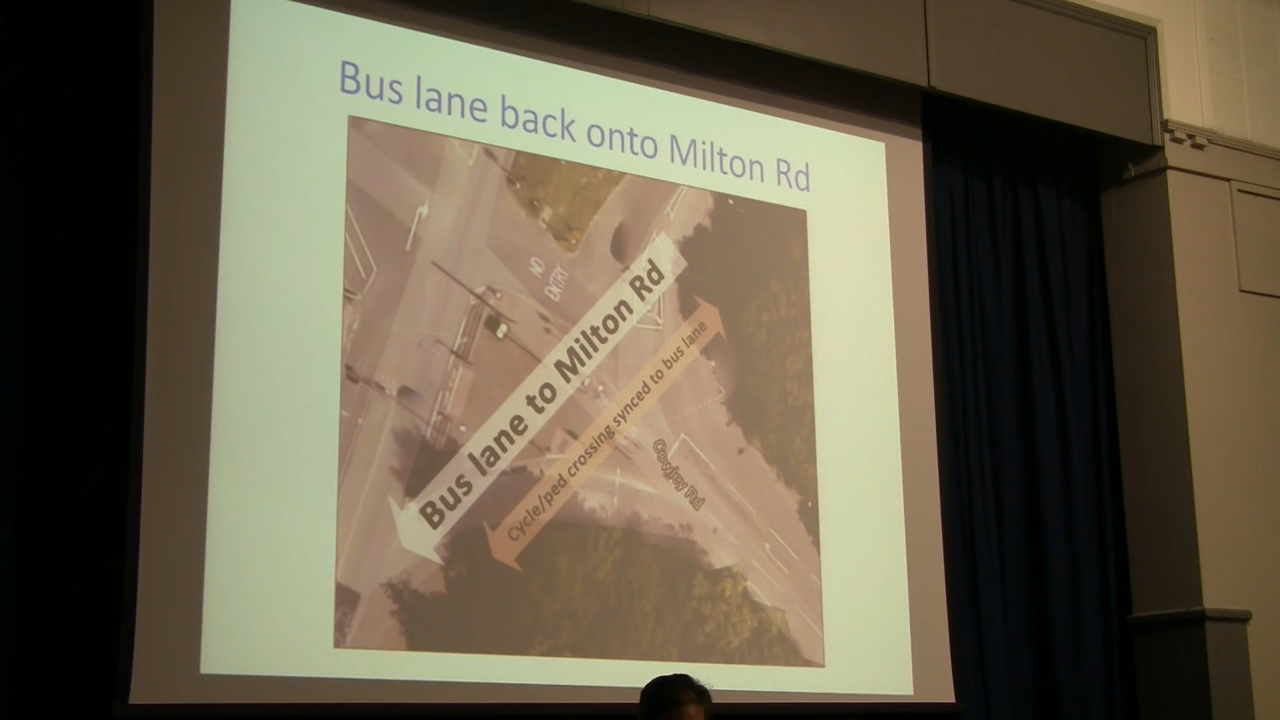 Bus lane back onto Milton Rd
NO
ENTRY
Bus lane to Milton Rd
Cycle/ped crossing synced to bus lane
Cowley Rd